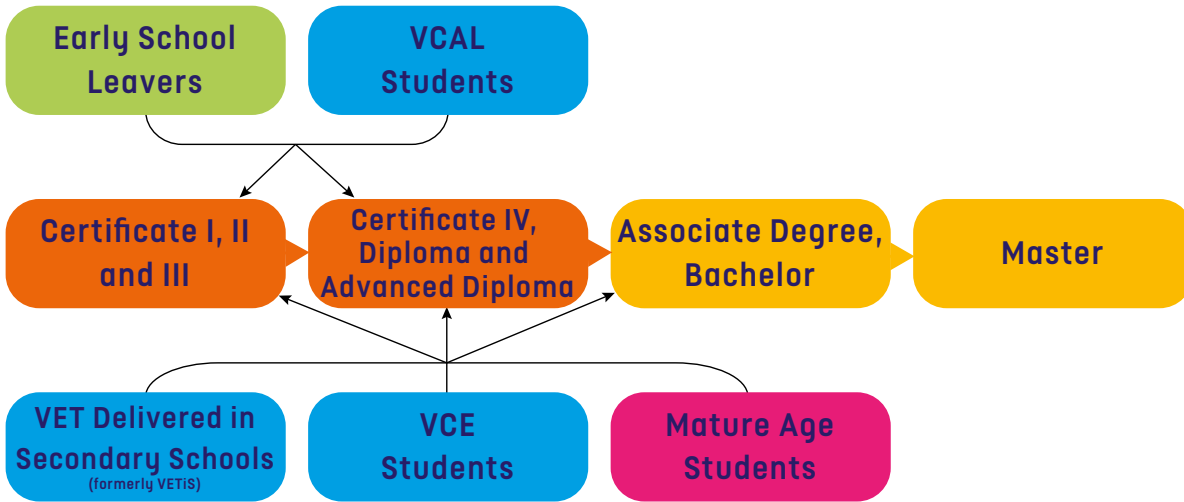 Early School
Leavers
VCAL
Students
Certificate I, II
and III
Certificate IV,
Diploma and
Advanced Diploma
Associate Degree,
Bachelor
Master
VET Delivered in
Secondary Schools
(formerly VETiS)
VCE
Students
Mature Age
Students